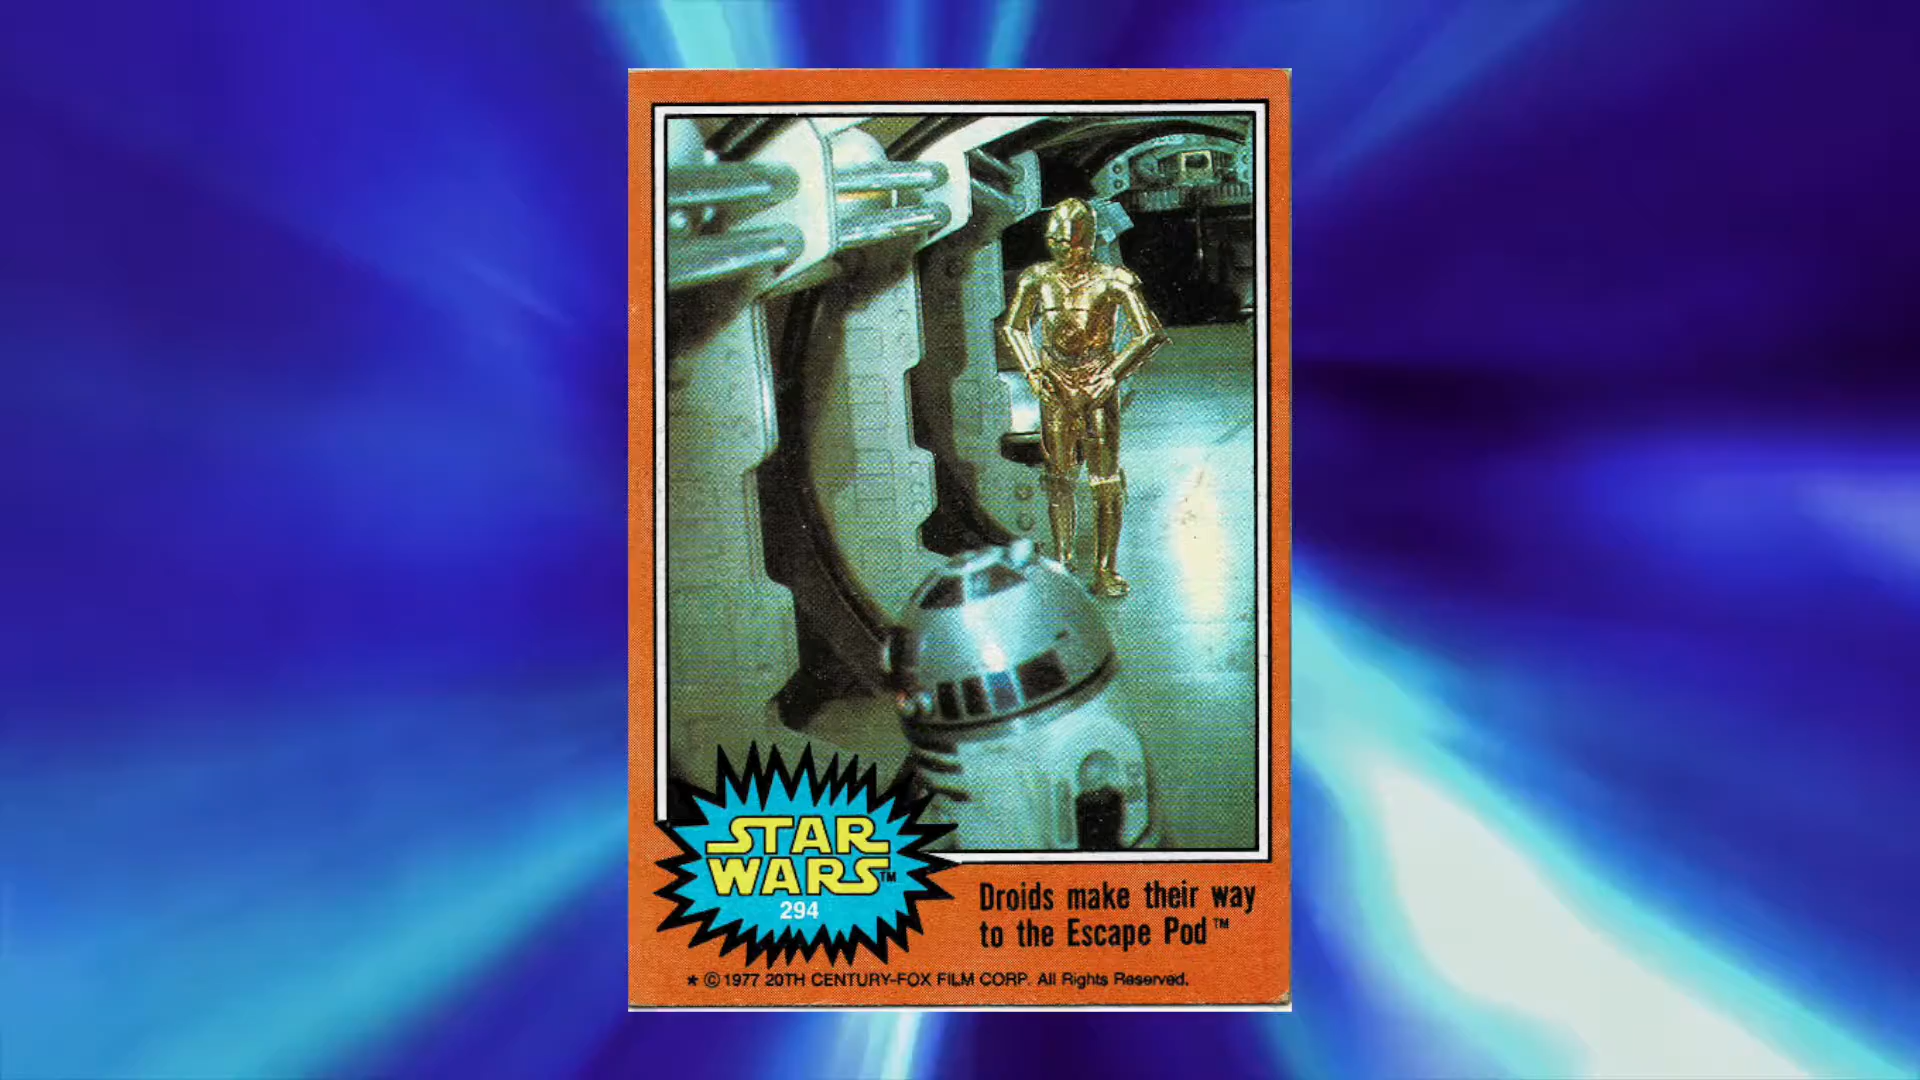 STAR
WARS™
294
Droids make their way
to the Escape Pod™
* © 1977 20TH CENTURY-FOX FILM CORP. All Rights Reserved.